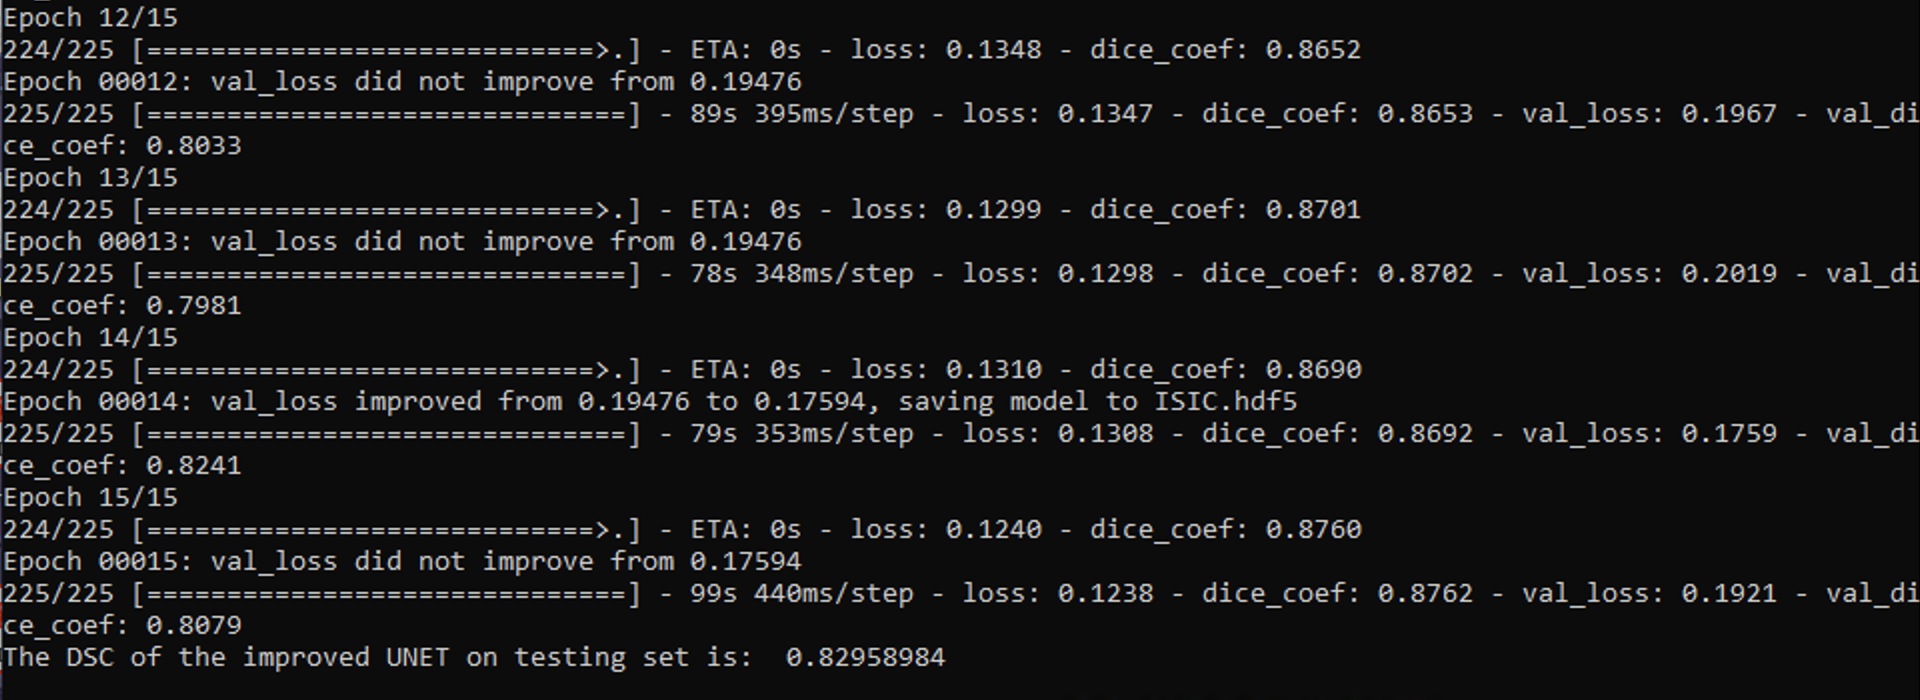 Epoch 12/15
224/225 [============================>.] - ETA: 0s - loss: 0.1348 - dice_coef: 0.8652
Epoch 00012: val_loss did not improve from 0.19476
225/225 [==============================] - 89s 395ms/step - loss: 0.1347 - dice_coef: 0.8653 - val_loss: 0.1967 - val_di
ce_coef: 0.8033
Epoch 13/15
224/225 [============================>.] - ETA: 0s - loss: 0.1299 - dice_coef: 0.8701
Epoch 00013: val_loss did not improve from 0.19476
225/225 [==============================] - 78s 348ms/step - loss: 0.1298 - dice_coef: 0.8702 - val_loss: 0.2019 - val_di
ce_coef: 0.7981
Epoch 14/15
224/225 [============================>.] - ETA: 0s - loss: 0.1310 - dice_coef: 0.8690
Epoch 00014: val_loss improved from 0.19476 to 0.17594, saving model to ISIC.hdf5
225/225 [==============================] - 79s 353ms/step - loss: 0.1308 - dice_coef: 0.8692 - val_loss: 0.1759 - val_di
ce_coef: 0.8241
Epoch 15/15
224/225 [============================>.] - ETA: 0s - loss: 0.1240 - dice_coef: 0.8760
Epoch 00015: val_loss did not improve from 0.17594
225/225 [==============================] - 99s 440ms/step - loss: 0.1238 - dice_coef: 0.8762 - val_loss: 0.1921 - val_di
ce_coef: 0.8079
The DSC of the improved UNET on testing set is:  0.82958984